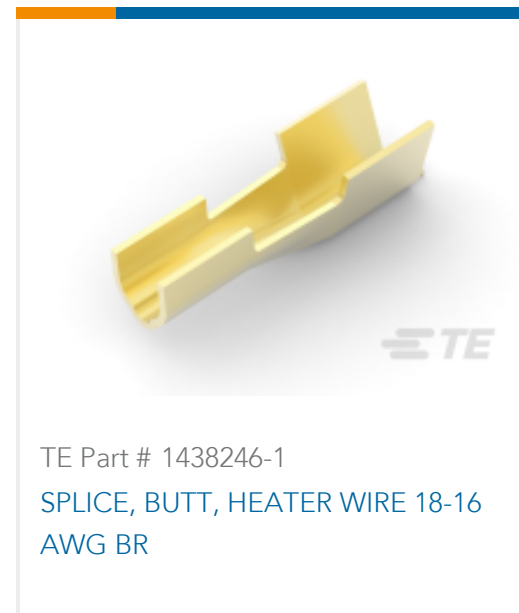 TE
TE Part # 1438246-1
SPLICE, BUTT, HEATER WIRE 18-16
AWG BR